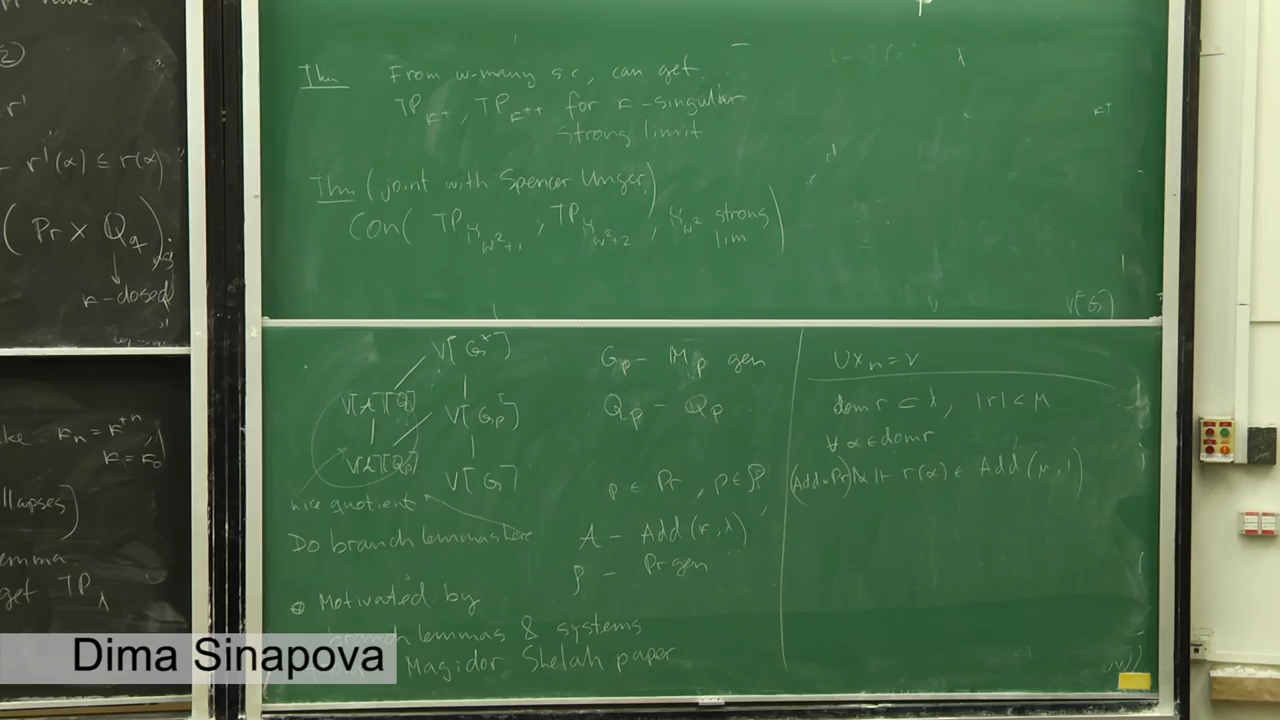 2
r'
r'(α) ≤ r(α)
(Pr × Q_q)
↓
κ-closed
κ_n = κ^{+n}
κ = κ_0
llapses]
emma
get TP_λ
Thm From ω-many s.c, can get
TP_{κ^+}, TP_{κ^{++}} for κ-singular
strong limit
Thm (joint with Spencer Unger)
Con( TP_{ℵ_{ω²+1}}, TP_{ℵ_{ω²+2}}, ℵ_{ω²} strong
lim )
κ^+
V[G]
V[G*]
V[A][Q]
V[G_p]
V[A][Q_p]
V[G]
nice quotient
Do branch lemmas here
• Motivated by
branch lemmas & systems
Magidor Shelah paper
G_p - M_p gen
Q_p - Q_p
p ∈ Pr, p ∈ P
A - Add(κ, λ)
P - Pr gen
∪x_n = ν
dom r ⊂ λ, |r| < μ
∀ α ∈ dom r
(Add*Pr)↾α ⊩ r(α) ∈ Add(μ, 1)
Dima Sinapova